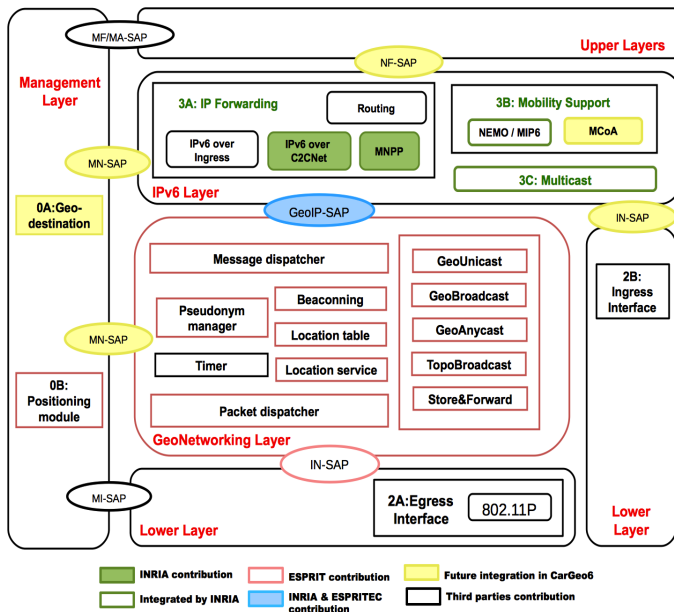 MF/MA-SAP
Upper Layers
Management
Layer
NF-SAP
3A: IP Forwarding
Routing
3B: Mobility Support
IPv6 over
Ingress
IPv6 over
C2CNet
MNPP
NEMO / MIP6
MCoA
MN-SAP
3C: Multicast
IPv6 Layer
0A:Geo-
destination
GeoIP-SAP
IN-SAP
Message dispatcher
GeoUnicast
Beaconning
GeoBroadcast
2B:
Ingress
Interface
Pseudonym
manager
Location table
GeoAnycast
MN-SAP
Timer
Location service
TopoBroadcast
0B:
Positioning
module
Packet dispatcher
Store&Forward
GeoNetworking Layer
IN-SAP
MI-SAP
2A:Egress
Interface
802.11P
Lower Layer
Lower
Layer
INRIA contribution
ESPRIT contribution
Future integration in CarGeo6
Integrated by INRIA
INRIA & ESPRITEC
contribution
Third parties contribution